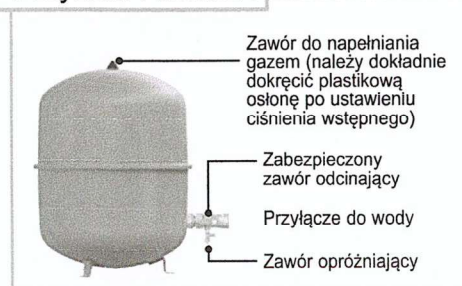 Zawór do napełniania
gazem (należy dokładnie
dokręcić plastikową
osłonę po ustawieniu
ciśnienia wstępnego)
Zabezpieczony
zawór odcinający
Przyłącze do wody
Zawór opróżniający